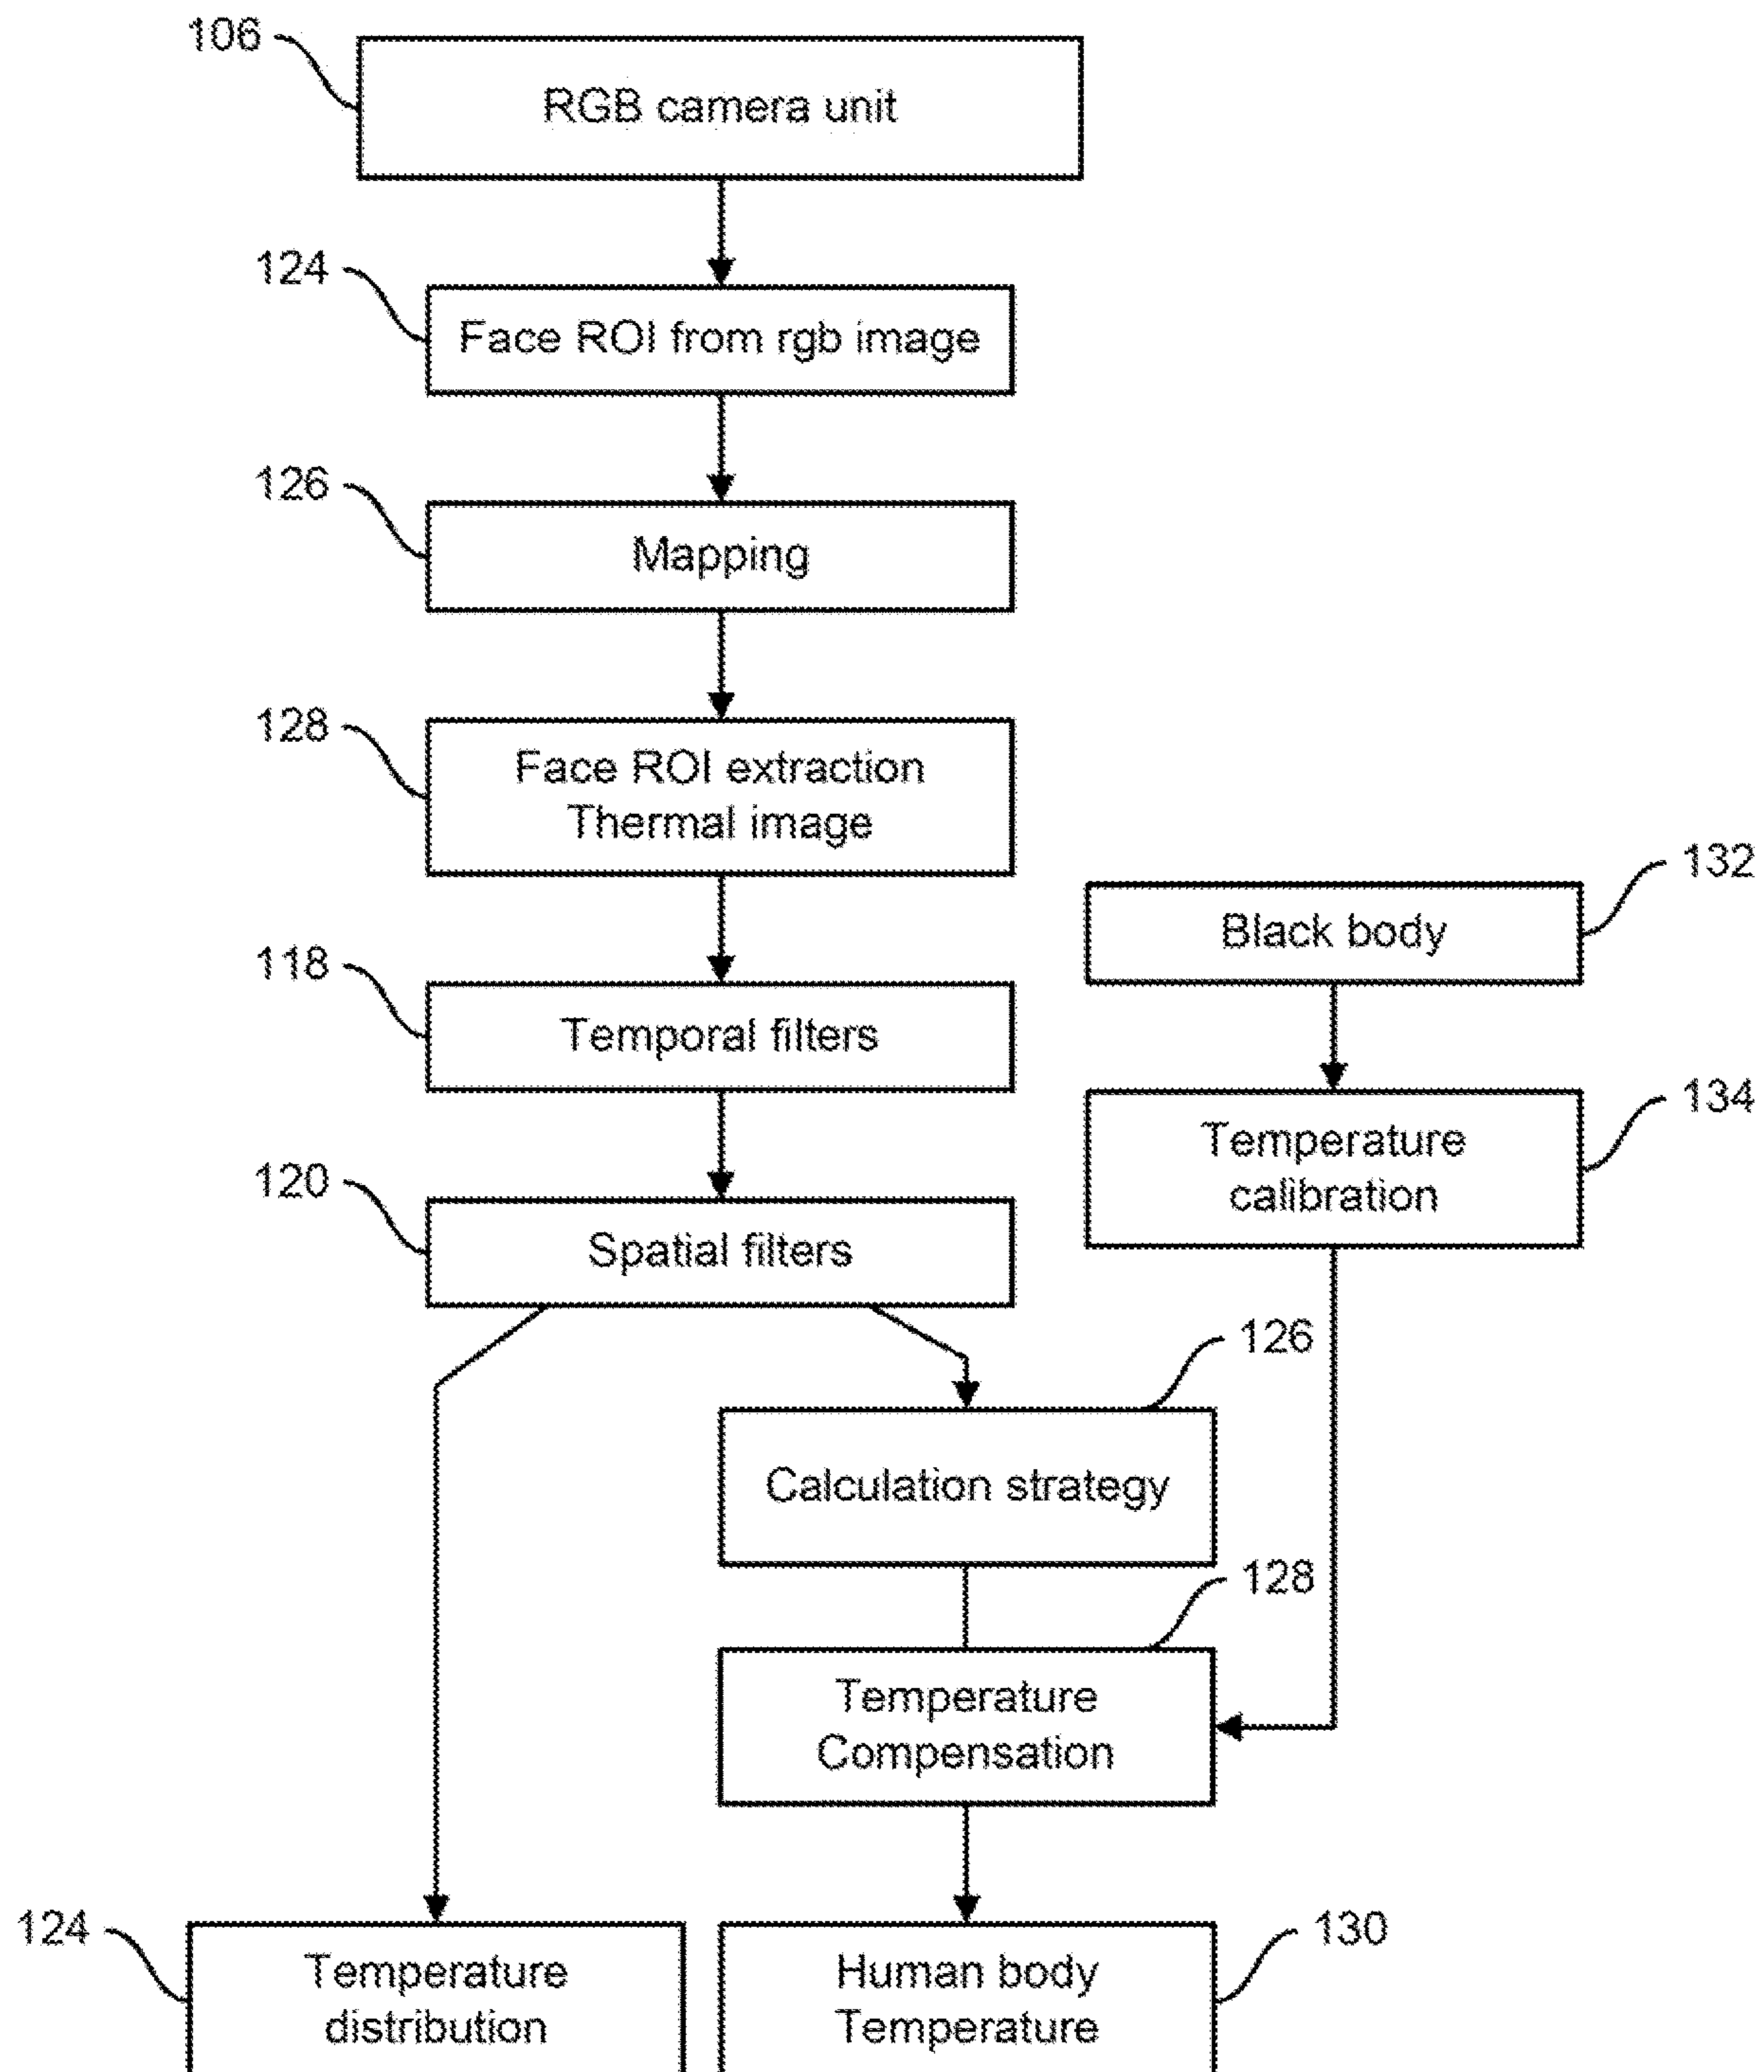 106
RGB camera unit
124
Face ROI from rgb image
126
Mapping
128
Face ROI extraction
Thermal image
132
Black body
118
Temporal filters
134
Temperature
calibration
120
Spatial filters
126
Calculation strategy
128
Temperature
Compensation
124
Temperature
distribution
130
Human body
Temperature